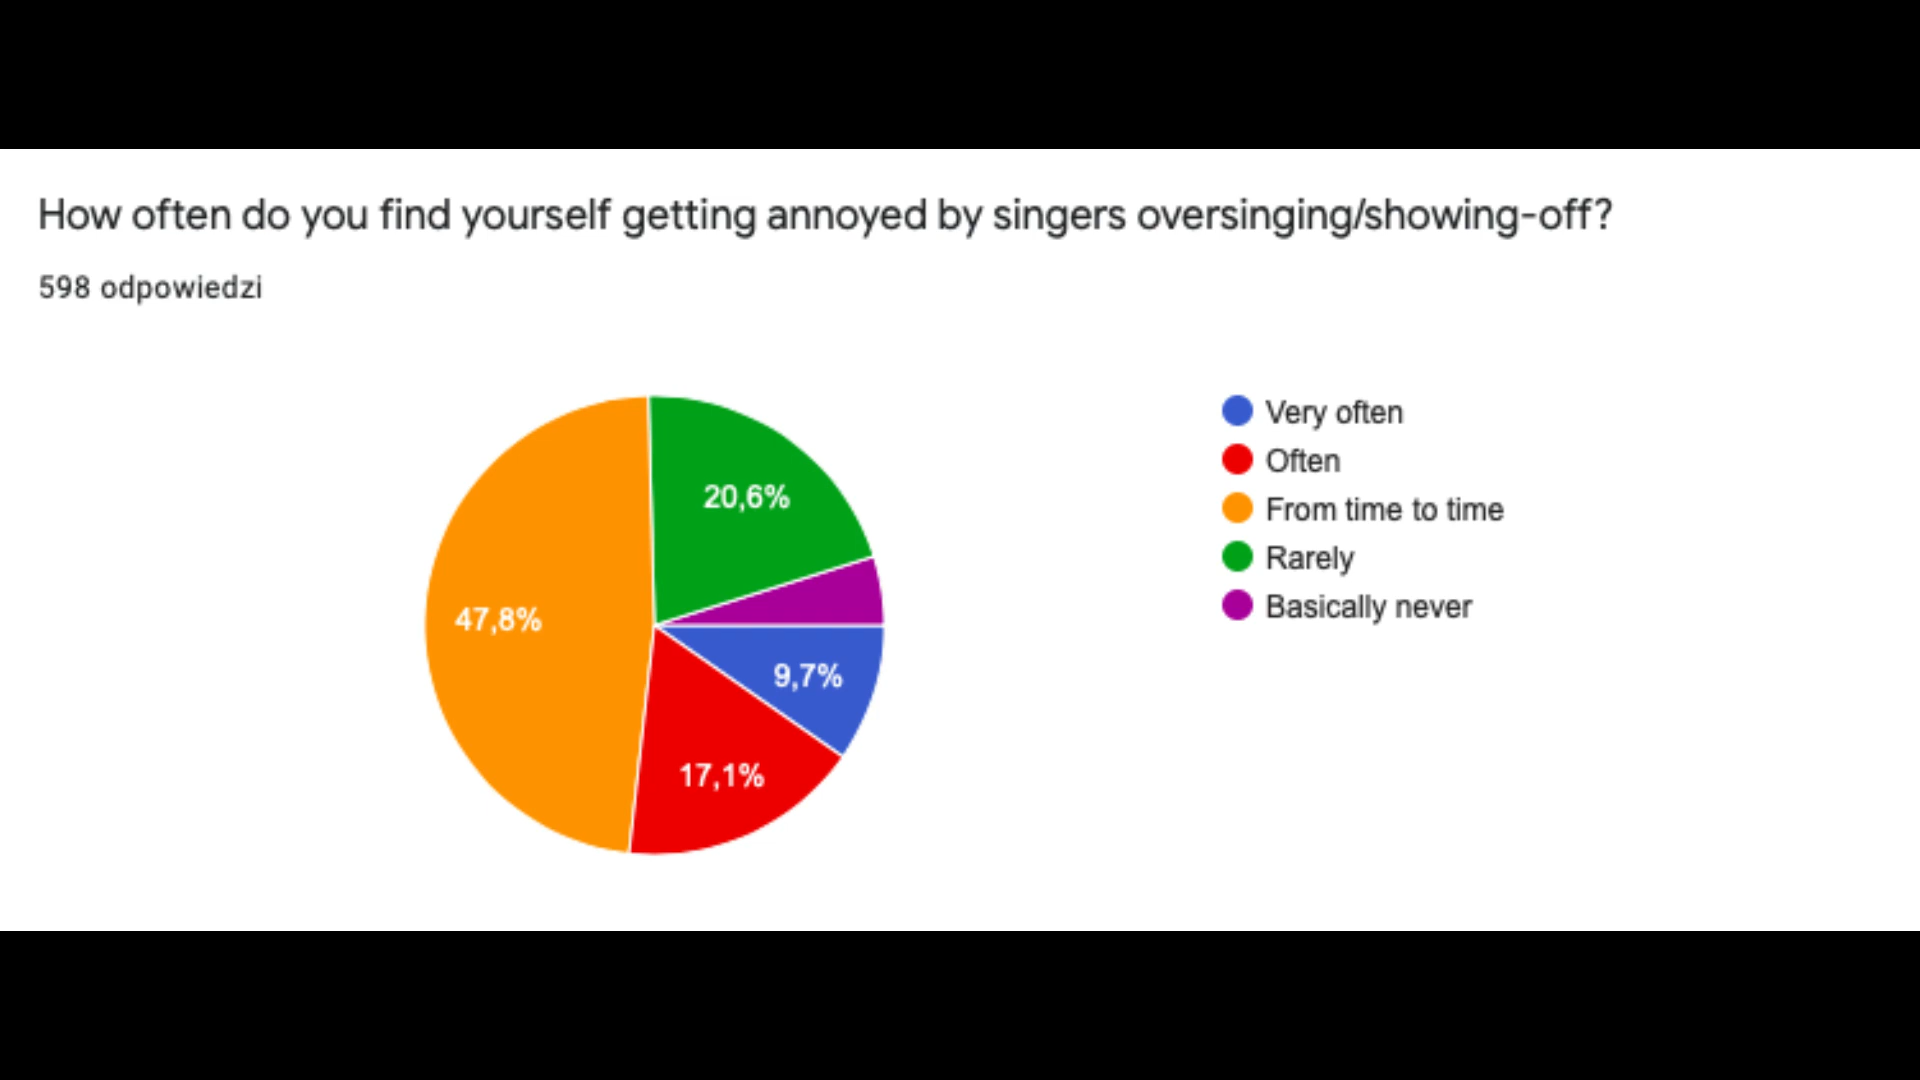 How often do you find yourself getting annoyed by singers oversinging/showing-off?
598 odpowiedzi
20,6%
47,8%
9,7%
17,1%
Very often
Often
From time to time
Rarely
Basically never